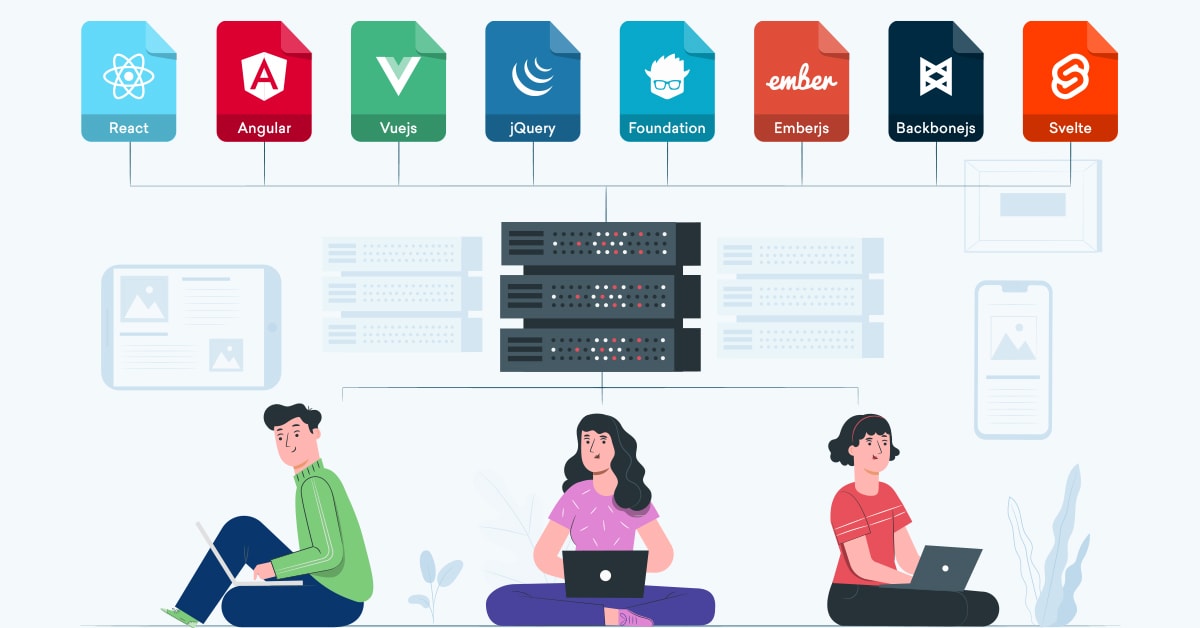 React
Angular
Vuejs
jQuery
Foundation
ember
Emberjs
Backbonejs
Svelte